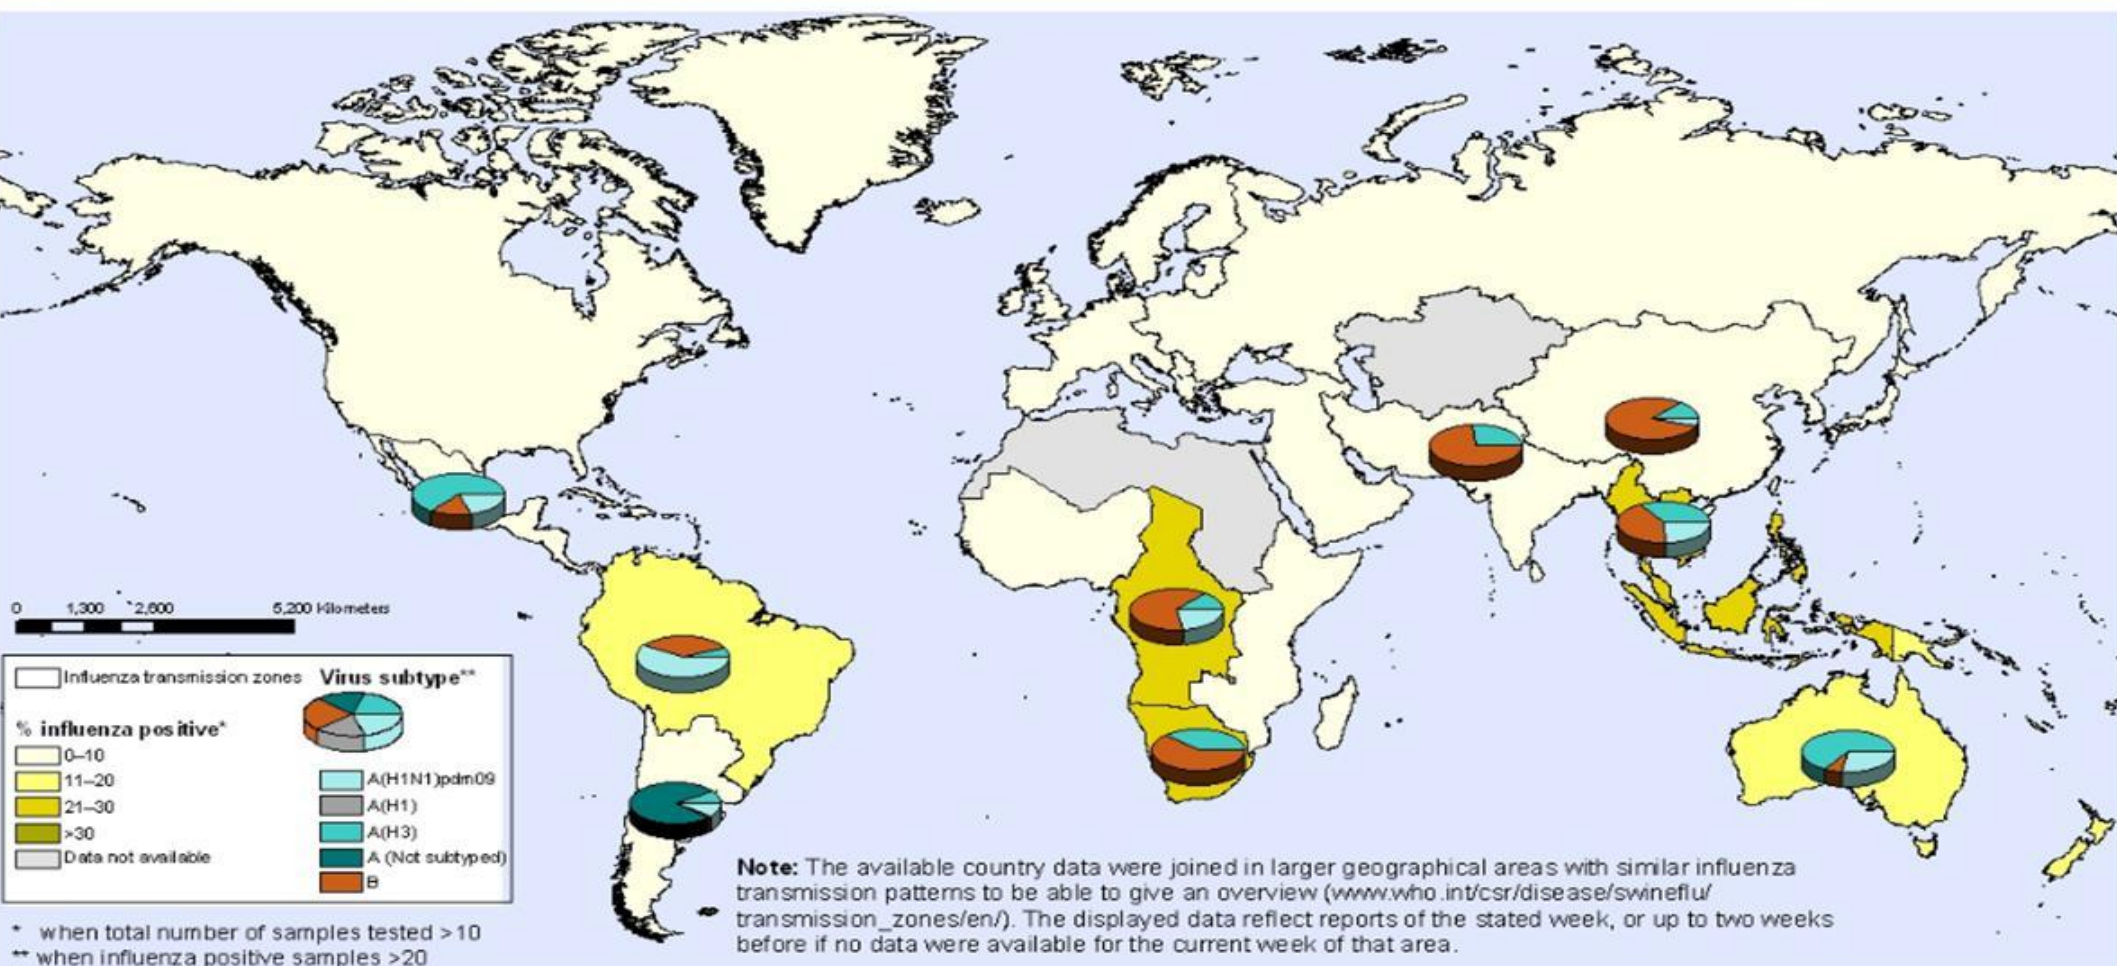 0 1,300 2,600 5,200 Kilometers
Influenza transmission zones
% influenza positive*
0–10
11–20
21–30
>30
Data not available
Virus subtype**
A(H1N1)pdm09
A(H1)
A(H3)
A (Not subtyped)
B
* when total number of samples tested >10
** when influenza positive samples >20
Note: The available country data were joined in larger geographical areas with similar influenza
transmission patterns to be able to give an overview (www.who.int/csr/disease/swineflu/
transmission_zones/en/). The displayed data reflect reports of the stated week, or up to two weeks
before if no data were available for the current week of that area.